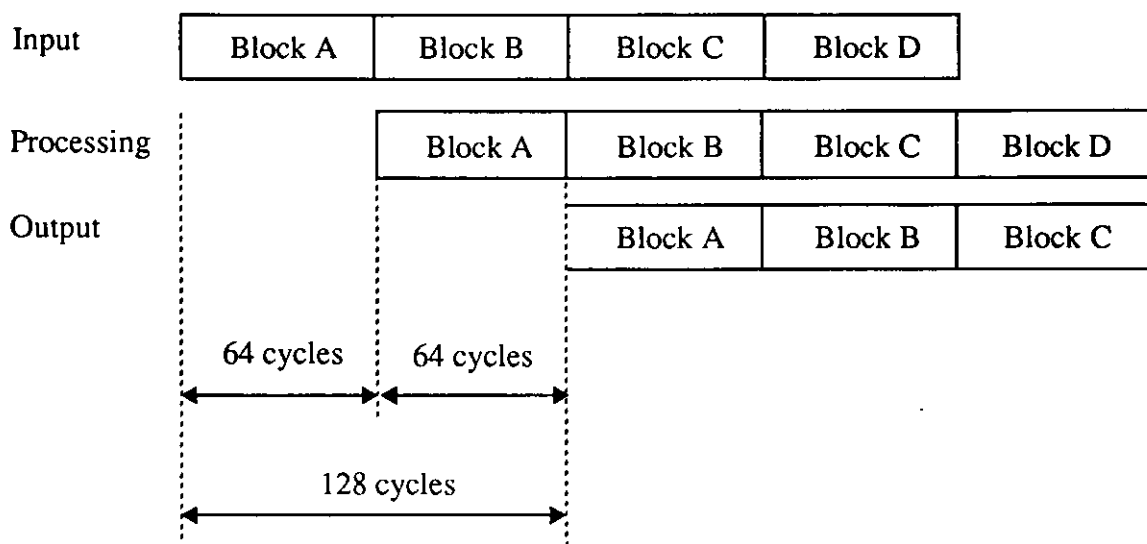 Input Block A Block B Block C Block D
Processing Block A Block B Block C Block D
Output Block A Block B Block C
64 cycles 64 cycles
128 cycles